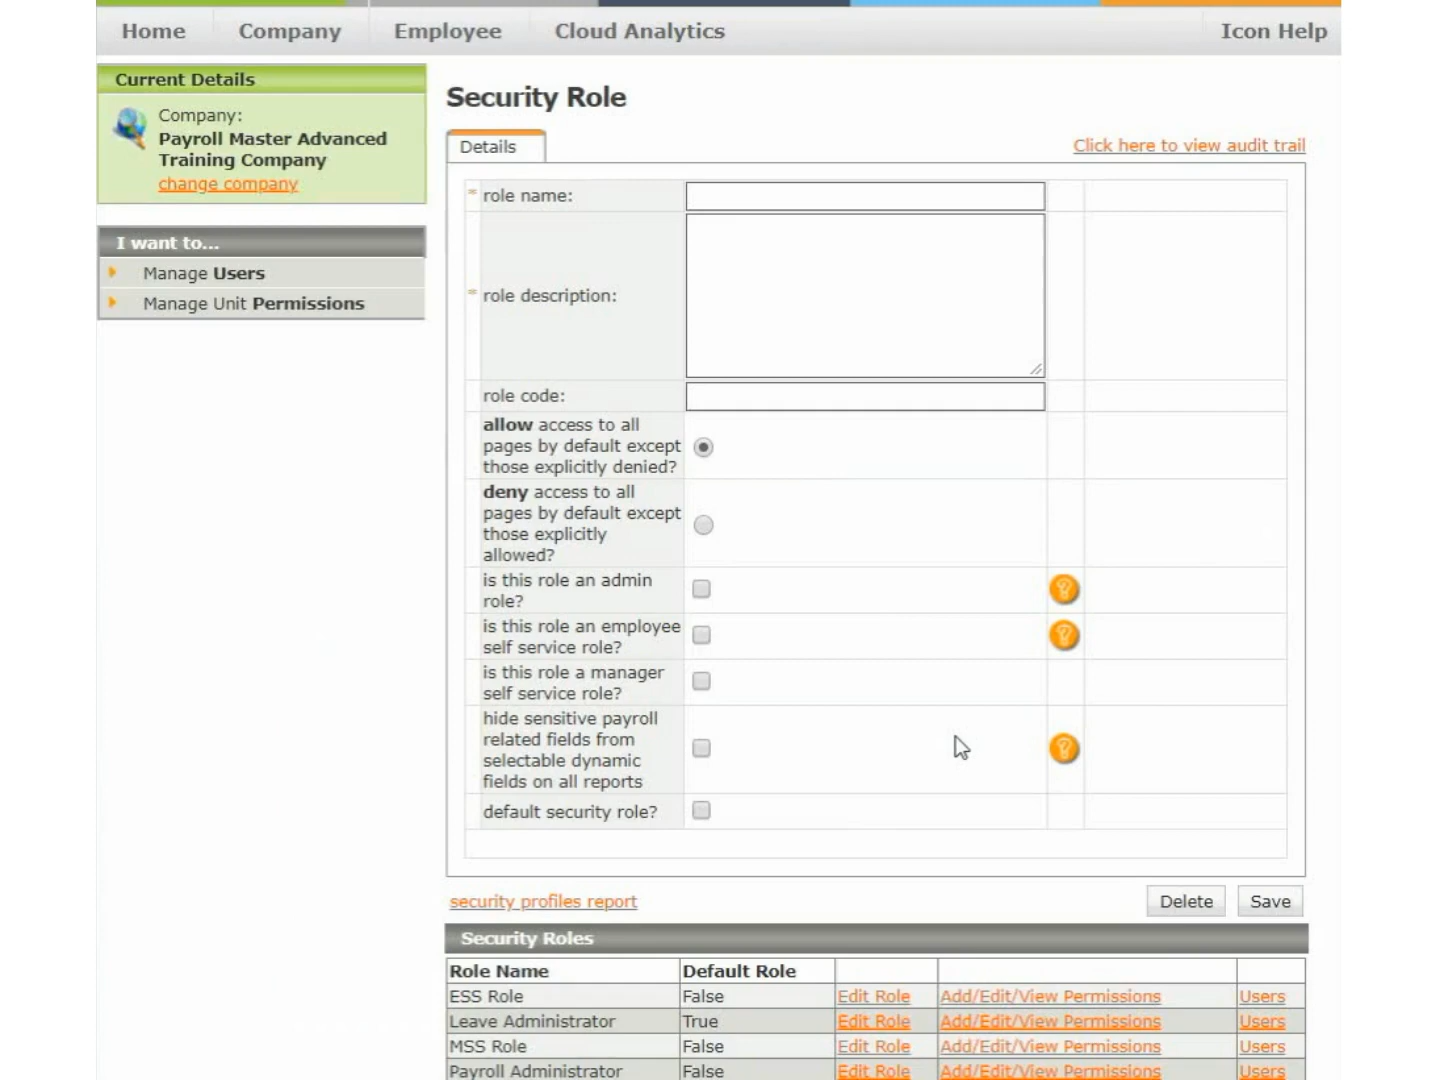 Home Company Employee Cloud Analytics Icon Help
Current Details
Company:
Payroll Master Advanced
Training Company
change company
I want to...
Manage Users
Manage Unit Permissions
Security Role
Details
Click here to view audit trail
* role name:
* role description:
role code:
allow access to all
pages by default except
those explicitly denied?
deny access to all
pages by default except
those explicitly
allowed?
is this role an admin
role?
?
is this role an employee
self service role?
?
is this role a manager
self service role?
hide sensitive payroll
related fields from
selectable dynamic
fields on all reports
?
default security role?
security profiles report Delete Save
Security Roles
Role Name Default Role
ESS Role False Edit Role Add/Edit/View Permissions Users
Leave Administrator True Edit Role Add/Edit/View Permissions Users
MSS Role False Edit Role Add/Edit/View Permissions Users
Payroll Administrator False Edit Role Add/Edit/View Permissions Users